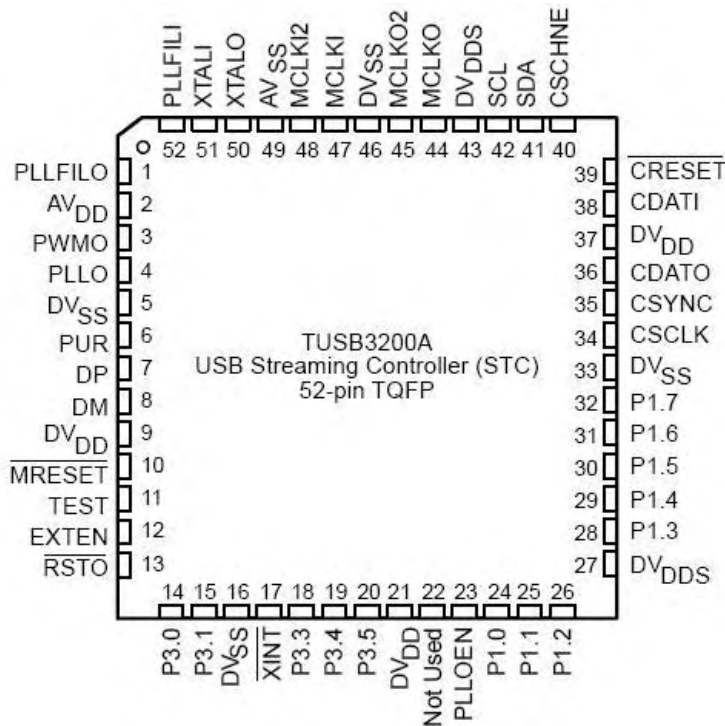 PLLFILI
XTALI
XTALO
AVSS
MCLKI2
MCLKI
DVSS
MCLKO2
MCLKO
DVDDS
SCL
SDA
CSCHNE
52 51 50 49 48 47 46 45 44 43 42 41 40
PLLFILO 1
AVDD 2
PWMO 3
PLLO 4
DVSS 5
PUR 6
DP 7
DM 8
DVDD 9
MRESET 10
TEST 11
EXTEN 12
RSTO 13
TUSB3200A
USB Streaming Controller (STC)
52-pin TQFP
39 CRESET
38 CDATI
37 DVDD
36 CDATO
35 CSYNC
34 CSCLK
33 DVSS
32 P1.7
31 P1.6
30 P1.5
29 P1.4
28 P1.3
27 DVDDS
14 15 16 17 18 19 20 21 22 23 24 25 26
P3.0
P3.1
DVSS
XINT
P3.3
P3.4
P3.5
DVDD
Not Used
PLLOEN
P1.0
P1.1
P1.2